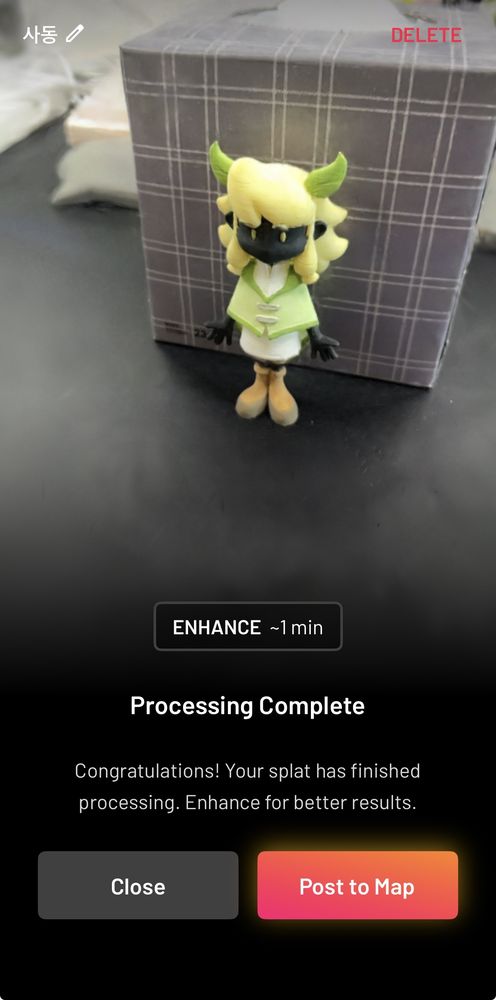 사동
DELETE
ENHANCE ~1 min
Processing Complete
Congratulations! Your splat has finished
processing. Enhance for better results.
Close
Post to Map